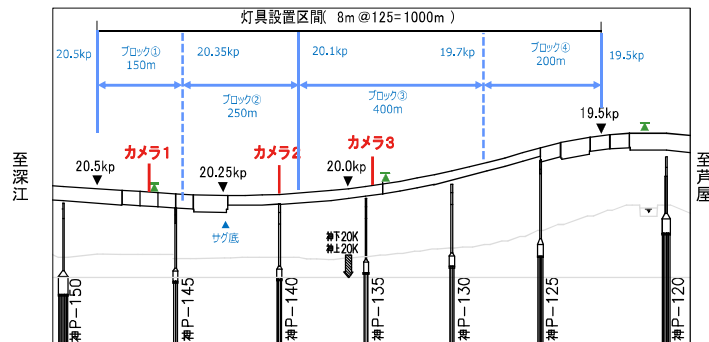 灯具設置区間( 8m@125=1000m )
20.5kp
ブロック①
150m
20.35kp
20.1kp
19.7kp
ブロック④
200m
19.5kp
ブロック②
250m
ブロック③
400m
19.5kp
カメラ1
カメラ2
カメラ3
20.5kp
20.25kp
20.0kp
至深江
至芦屋
サグ底
神下20K
神上20K
神P-150
神P-145
神P-140
神P-135
神P-130
神P-125
神P-120